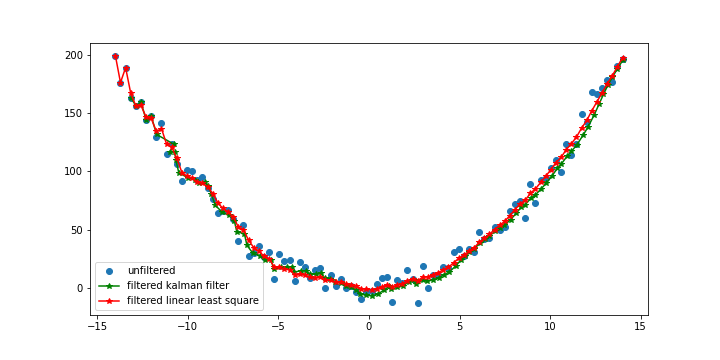 200
150
100
50
0
unfiltered
filtered kalman filter
filtered linear least square
−15 −10 −5 0 5 10 15